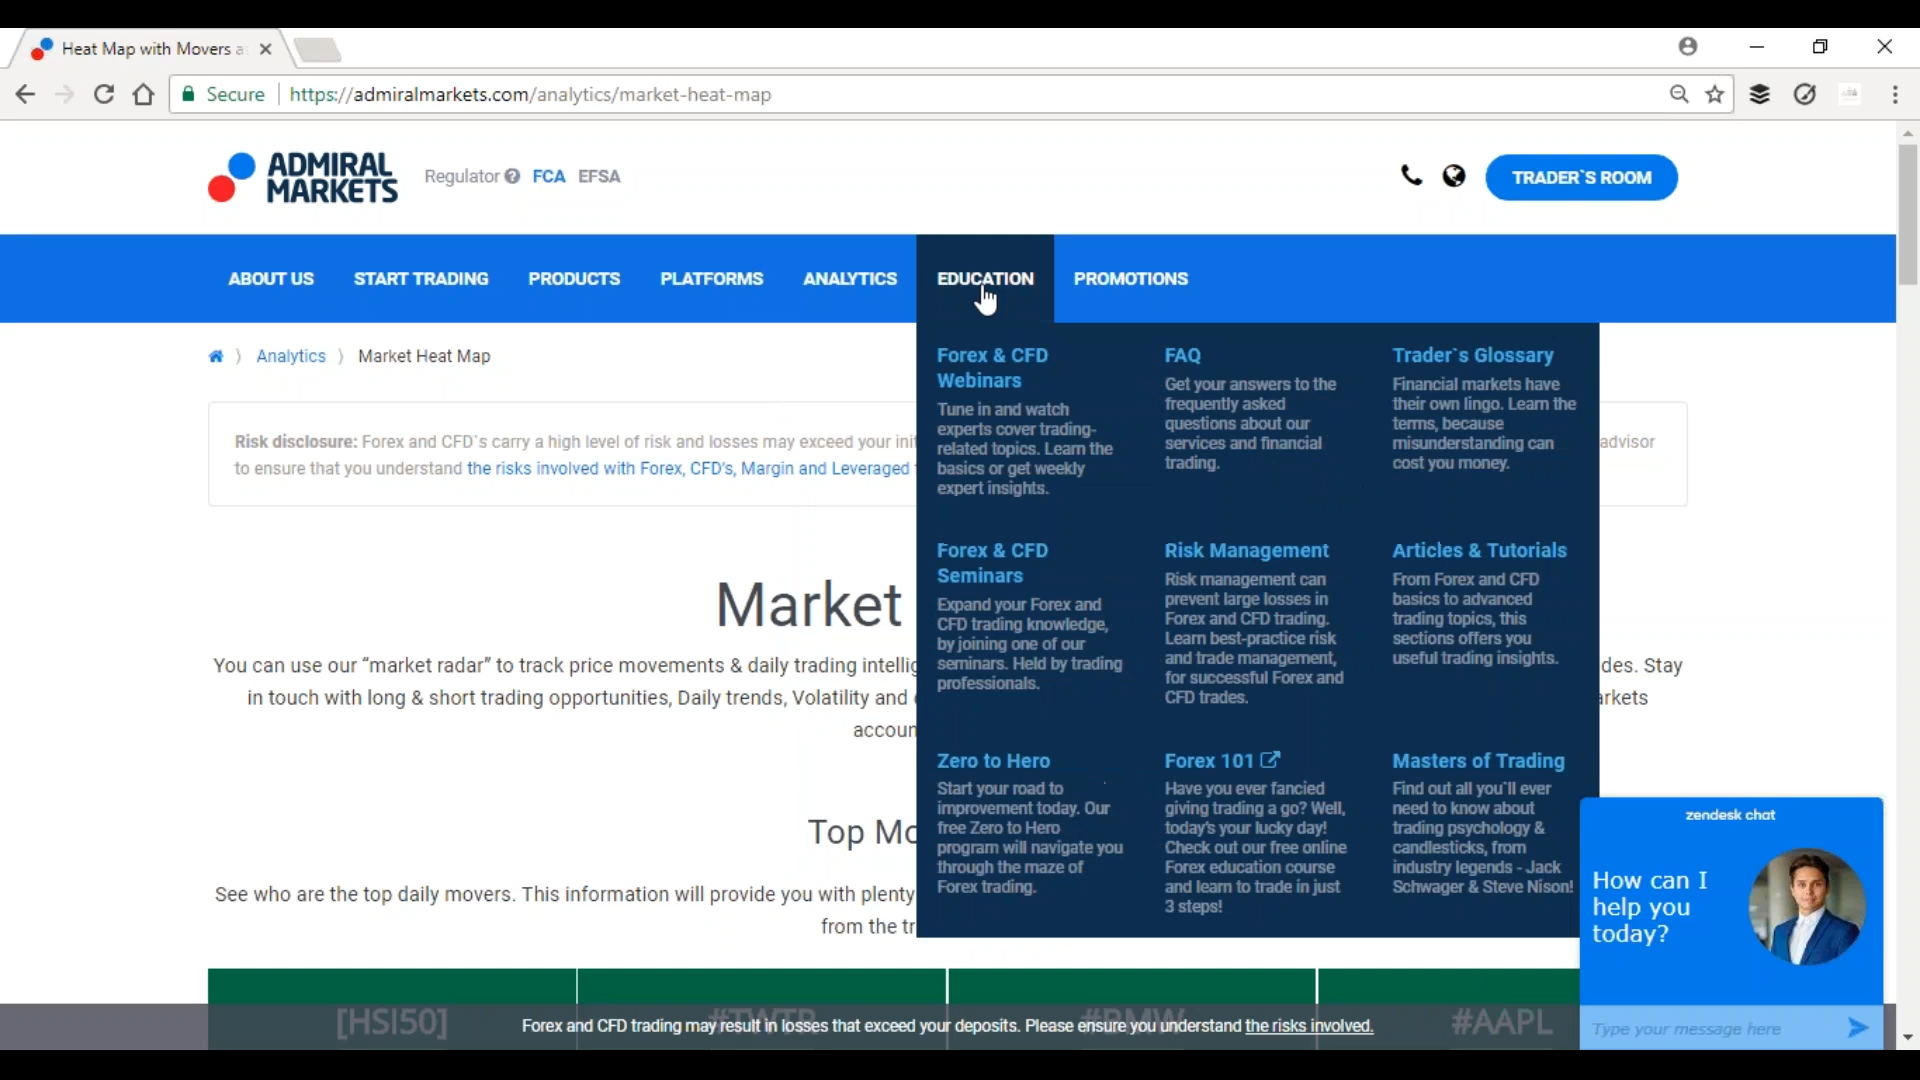 Heat Map with Movers a
Secure
https://admiralmarkets.com/analytics/market-heat-map
ADMIRAL
MARKETS
Regulator
FCA
EFSA
TRADER`S ROOM
ABOUT US
START TRADING
PRODUCTS
PLATFORMS
ANALYTICS
EDUCATION
PROMOTIONS
Analytics
Market Heat Map
Risk disclosure: Forex and CFD`s carry a high level of risk and losses may exceed your
advisor
to ensure that you understand the risks involved with Forex, CFD's, Margin and Leveraged
Market
You can use our “market radar” to track price movements & daily trading
Stay
in touch with long & short trading opportunities, Daily trends, Volatility and
Top
See who are the top daily movers. This information will provide you with plenty
from the
Forex & CFD
Webinars
Tune in and watch
experts cover trading-
related topics. Learn the
basics or get weekly
expert insights.
FAQ
Get your answers to the
frequently asked
questions about our
services and financial
trading.
Trader`s Glossary
Financial markets have
their own lingo. Learn the
terms, because
misunderstanding can
cost you money.
Forex & CFD
Seminars
Expand your Forex and
CFD trading knowledge,
by joining one of our
seminars. Held by trading
professionals.
Risk Management
Risk management can
prevent large losses in
Forex and CFD trading.
Learn best-practice risk
and trade management,
for successful Forex and
CFD trades.
Articles & Tutorials
From Forex and CFD
basics to advanced
trading topics, this
sections offers you
useful trading insights.
Zero to Hero
Start your road to
improvement today. Our
free Zero to Hero
program will navigate you
through the maze of
Forex trading.
Forex 101
Have you ever fancied
giving trading a go? Well,
today's your lucky day!
Check out our free online
Forex education course
and learn to trade in just
3 steps!
Masters of Trading
Find out all you`ll ever
need to know about
trading psychology &
candlesticks, from
industry legends - Jack
Schwager & Steve Nison!
zendesk chat
How can I
help you
today?
Type your message here
[HSI50]
#TWTR
#BMW
#AAPL
Forex and CFD trading may result in losses that exceed your deposits. Please ensure you understand the risks involved.